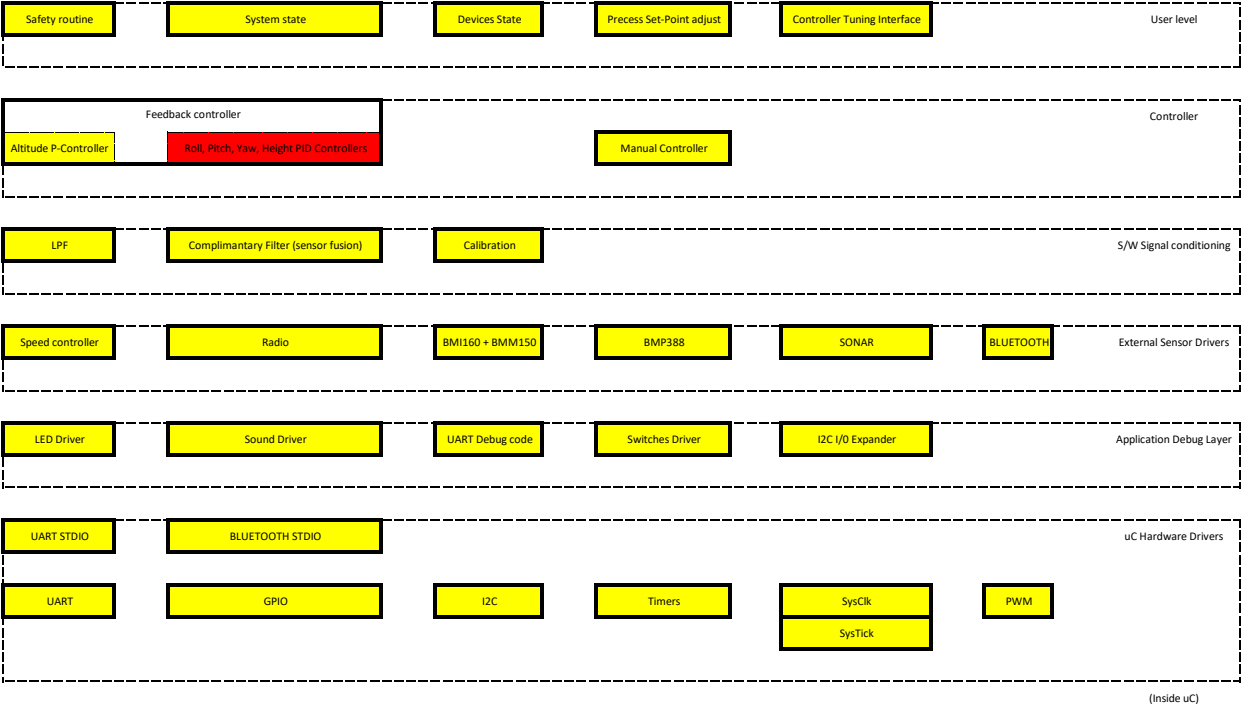 Safety routine
System state
Devices State
Precess Set-Point adjust
Controller Tuning Interface
User level
Feedback controller
Controller
Altitude P-Controller
Roll, Pitch, Yaw, Height PID Controllers
Manual Controller
LPF
Complimantary Filter (sensor fusion)
Calibration
S/W Signal conditioning
Speed controller
Radio
BMI160 + BMM150
BMP388
SONAR
BLUETOOTH
External Sensor Drivers
LED Driver
Sound Driver
UART Debug code
Switches Driver
I2C I/0 Expander
Application Debug Layer
UART STDIO
BLUETOOTH STDIO
uC Hardware Drivers
UART
GPIO
I2C
Timers
SysClk
PWM
SysTick
(Inside uC)